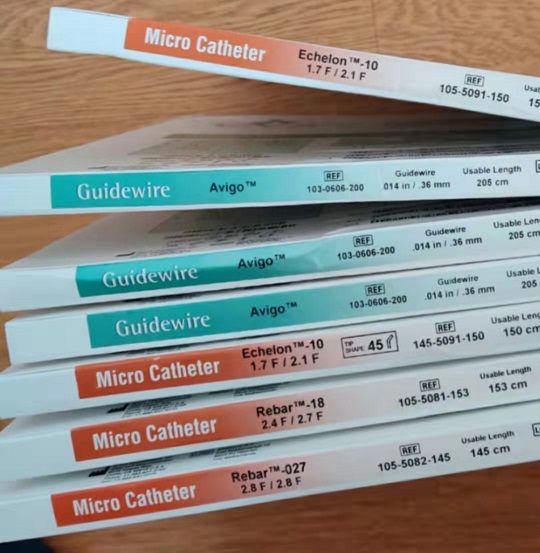 Micro Catheter Echelon™-10 REF Usa
1.7 F / 2.1 F 105-5091-150 15
Guidewire Avigo™ REF Guidewire Usable Length
103-0606-200 014 in / .36 mm 205 cm
Guidewire Avigo™ REF Guidewire Usable Len
103-0606-200 .014 in / .36 mm 205 cm
Guidewire Avigo™ REF Guidewire Usable L
103-0606-200 .014 in / .36 mm 205
Micro Catheter Echelon™-10 TIP SHAPE 45 REF Usable Leng
1.7 F / 2.1 F 145-5091-150 150 cm
Micro Catheter Rebar™-18 REF Usable Length
2.4 F / 2.7 F 105-5081-153 153 cm
Micro Catheter Rebar™-027 REF Usable Length
2.8 F / 2.8 F 105-5082-145 145 cm